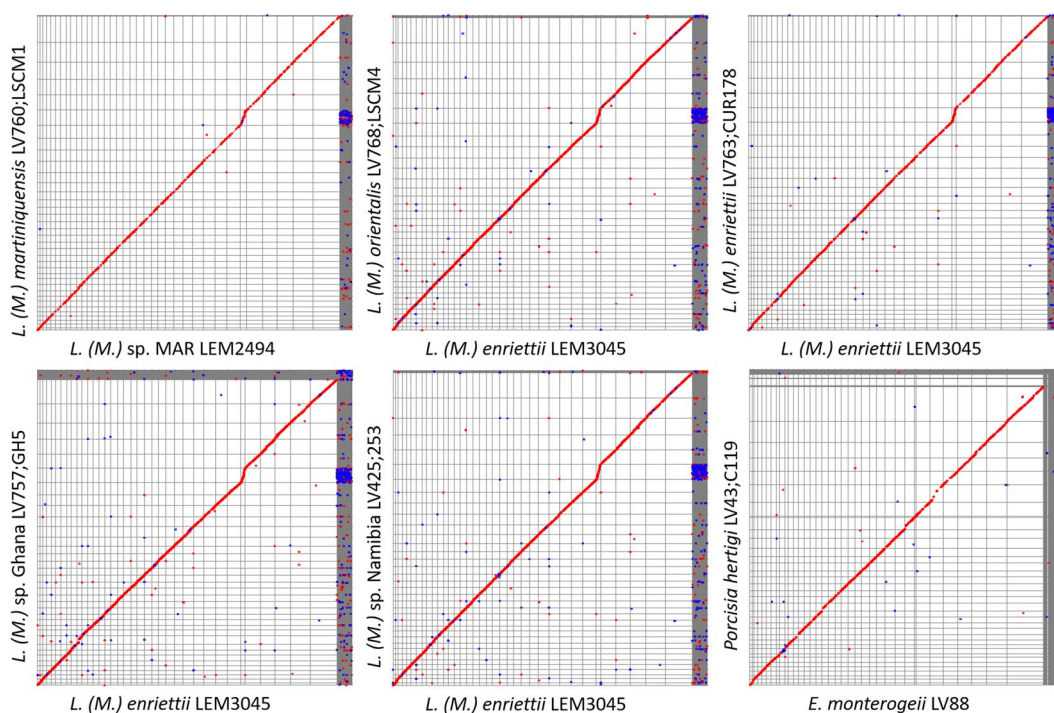 L. (M.) martiniquensis LV760;LSCM1
L. (M.) sp. MAR LEM2494
L. (M.) orientalis LV768;LSCM4
L. (M.) enriettii LEM3045
L. (M.) enriettii LV763;CUR178
L. (M.) enriettii LEM3045
L. (M.) sp. Ghana LV757;GH5
L. (M.) enriettii LEM3045
L. (M.) sp. Namibia LV425;253
L. (M.) enriettii LEM3045
Porcisia hertigi LV43;C119
E. monterogeii LV88